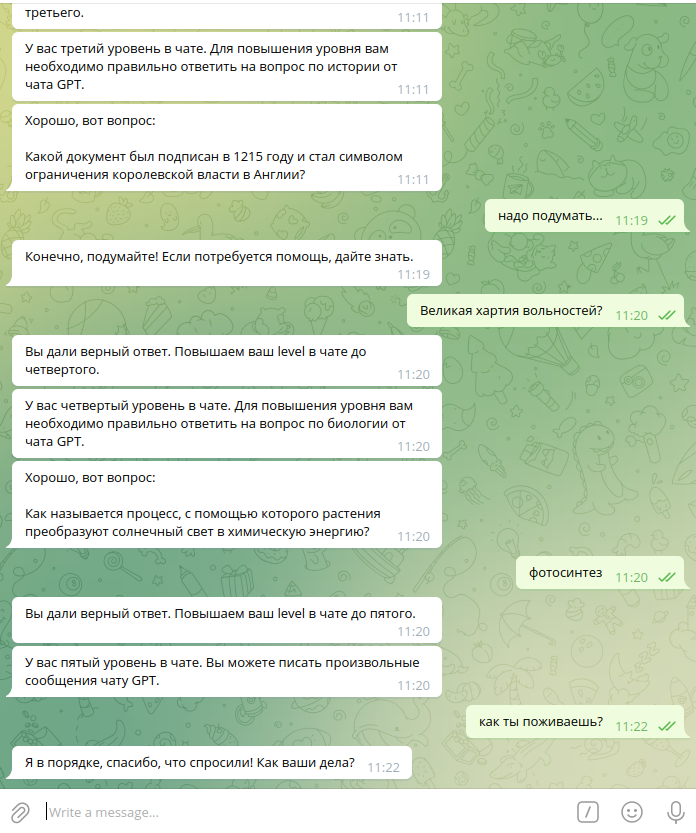 третьего.
11:11
У вас третий уровень в чате. Для повышения уровня вам
необходимо правильно ответить на вопрос по истории от
чата GPT.
11:11
Хорошо, вот вопрос:
Какой документ был подписан в 1215 году и стал символом
ограничения королевской власти в Англии?
11:11
надо подумать... 11:19
Конечно, подумайте! Если потребуется помощь, дайте знать.
11:19
Великая хартия вольностей? 11:20
Вы дали верный ответ. Повышаем ваш level в чате до
четвертого.
11:20
У вас четвертый уровень в чате. Для повышения уровня вам
необходимо правильно ответить на вопрос по биологии от
чата GPT.
11:20
Хорошо, вот вопрос:
Как называется процесс, с помощью которого растения
преобразуют солнечный свет в химическую энергию?
11:20
фотосинтез 11:20
Вы дали верный ответ. Повышаем ваш level в чате до пятого.
11:20
У вас пятый уровень в чате. Вы можете писать произвольные
сообщения чату GPT.
11:20
как ты поживаешь? 11:22
Я в порядке, спасибо, что спросили! Как ваши дела? 11:22
Write a message...